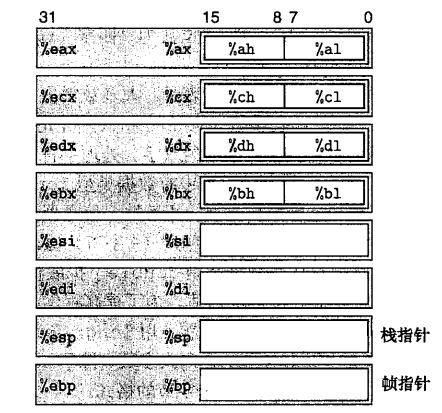 31 15 8 7 0
%eax %ax %ah %al
%ecx %cx %ch %cl
%edx %dx %dh %dl
%ebx %bx %bh %bl
%esi %si
%edi %di
%esp %sp 栈指针
%ebp %bp 帧指针